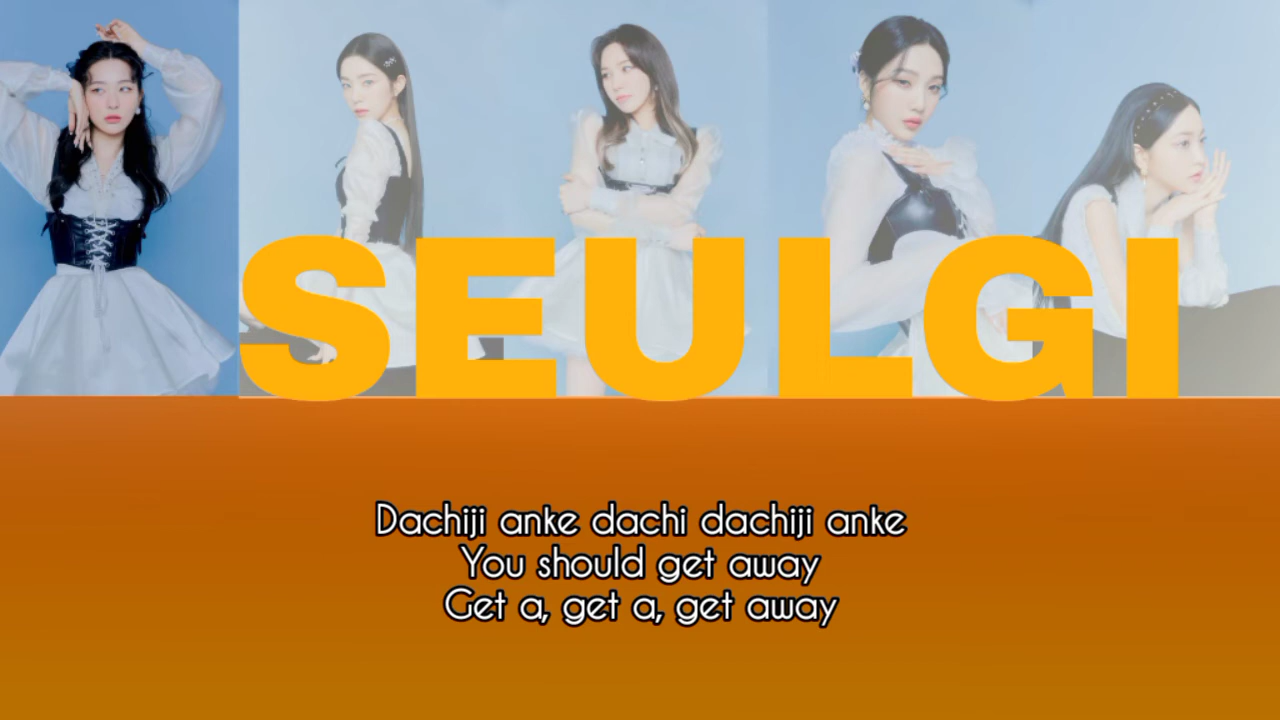 SEULGI
Dachiji anke dachi dachiji anke
You should get away
Get a, get a, get away